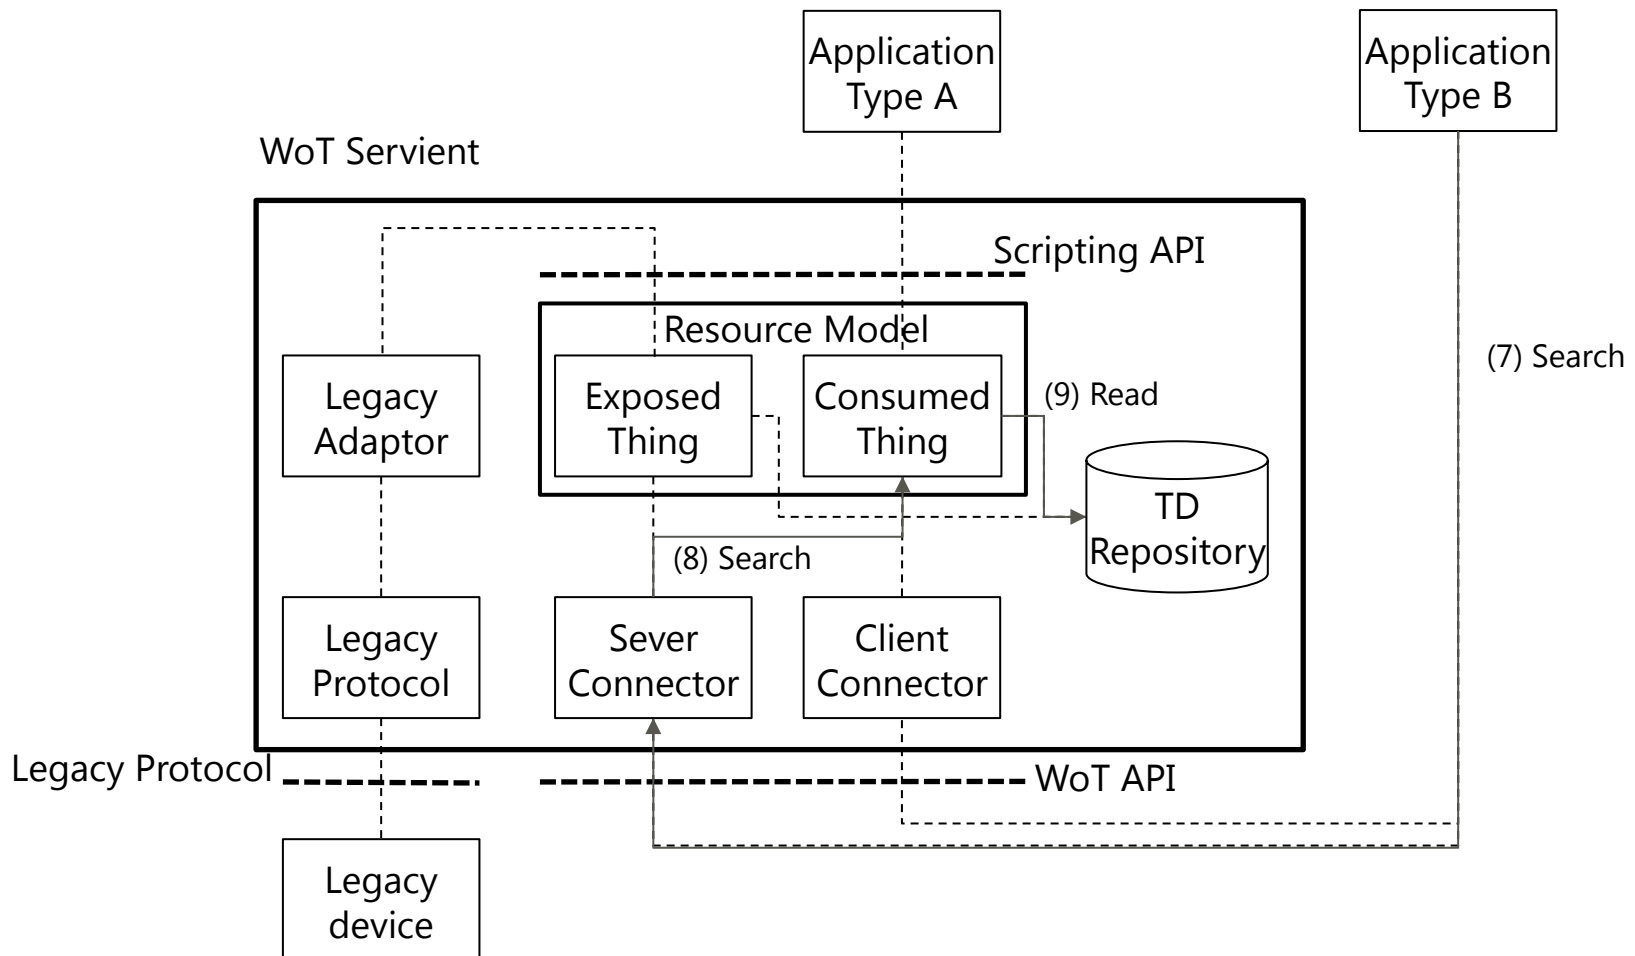 Application
Type A
Application
Type B
WoT Servient
Scripting API
Resource Model
(7) Search
Legacy
Adaptor
Exposed
Thing
Consumed
Thing
(9) Read
TD
Repository
(8) Search
Legacy
Protocol
Sever
Connector
Client
Connector
Legacy Protocol
WoT API
Legacy
device